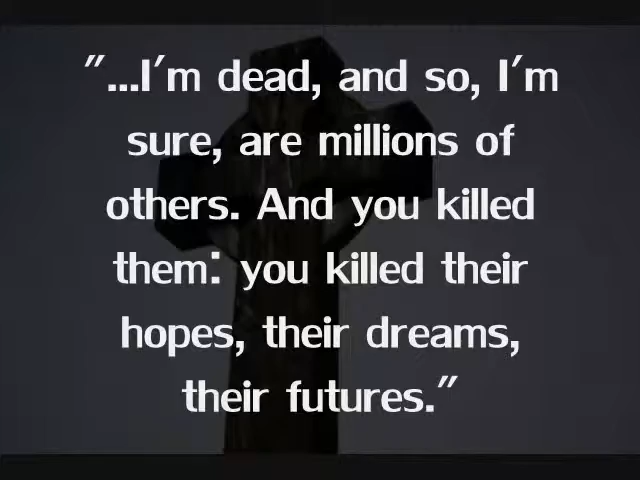 "...I'm dead, and so, I'm
sure, are millions of
others. And you killed
them: you killed their
hopes, their dreams,
their futures."